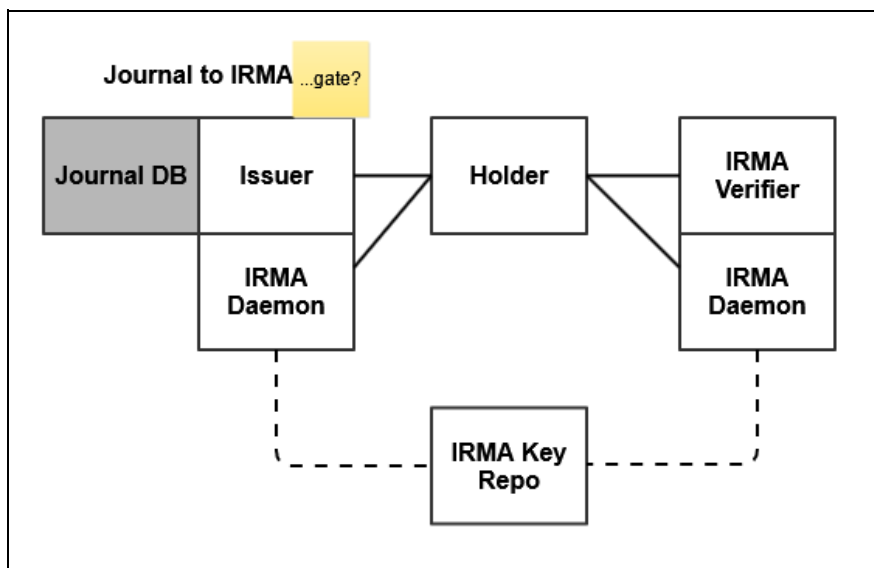 Journal to IRMA ...gate?
Journal DB
Issuer
Holder
IRMA
Verifier
IRMA
Daemon
IRMA
Daemon
IRMA Key
Repo